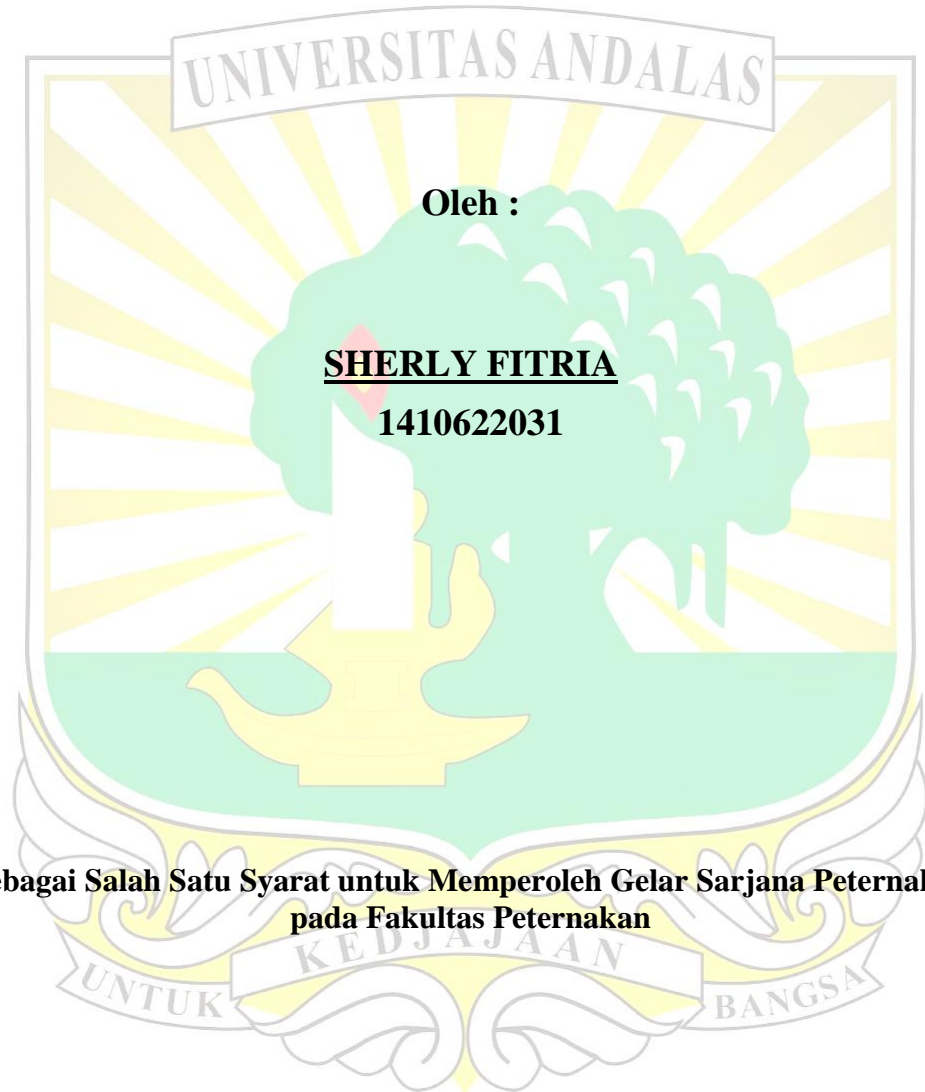 UNIVERSITAS ANDALAS
Oleh :
SHERLY FITRIA
1410622031
ebagai Salah Satu Syarat untuk Memperoleh Gelar Sarjana Peterna
pada Fakultas Peternakan
UNTUK KEDJAJAAN BANGSA